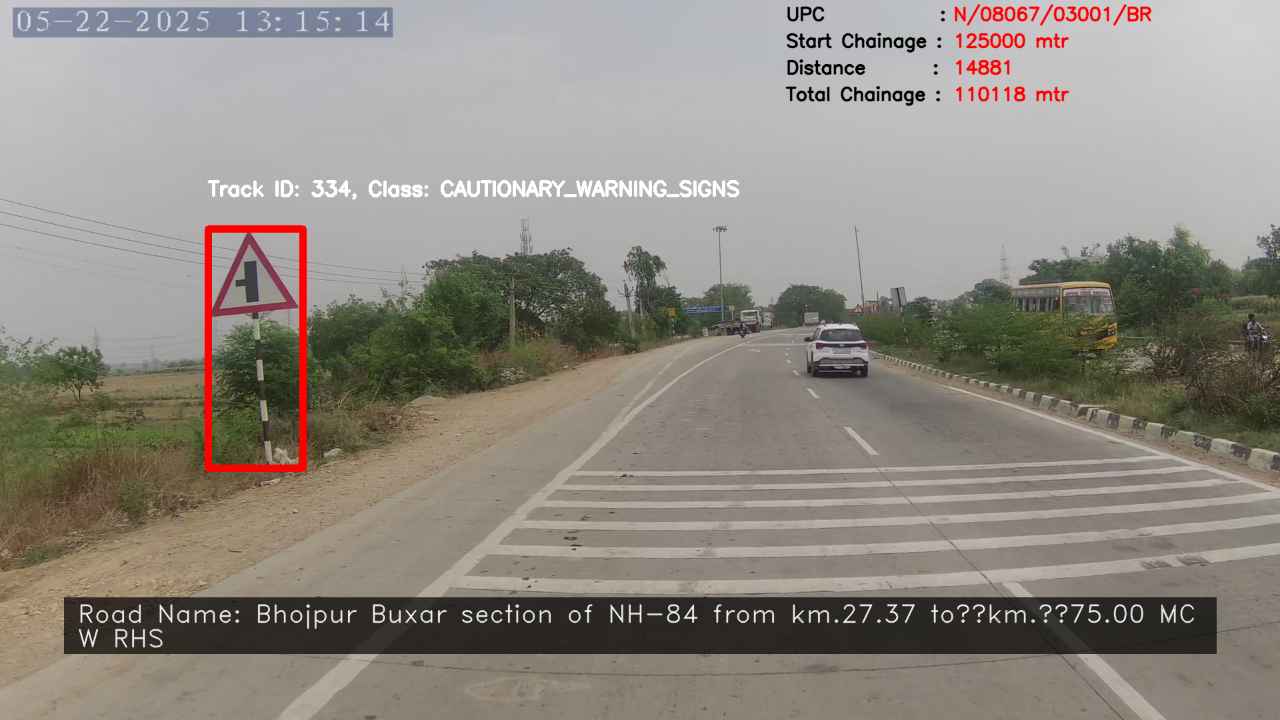 05-22-2025 13:15:14
UPC : N/08067/03001/BR
Start Chainage : 125000 mtr
Distance : 14881
Total Chainage : 110118 mtr
Track ID: 334, Class: CAUTIONARY_WARNING_SIGNS
Road Name: Bhojpur Buxar section of NH-84 from km.27.37 to??km.??75.00 MC
W RHS